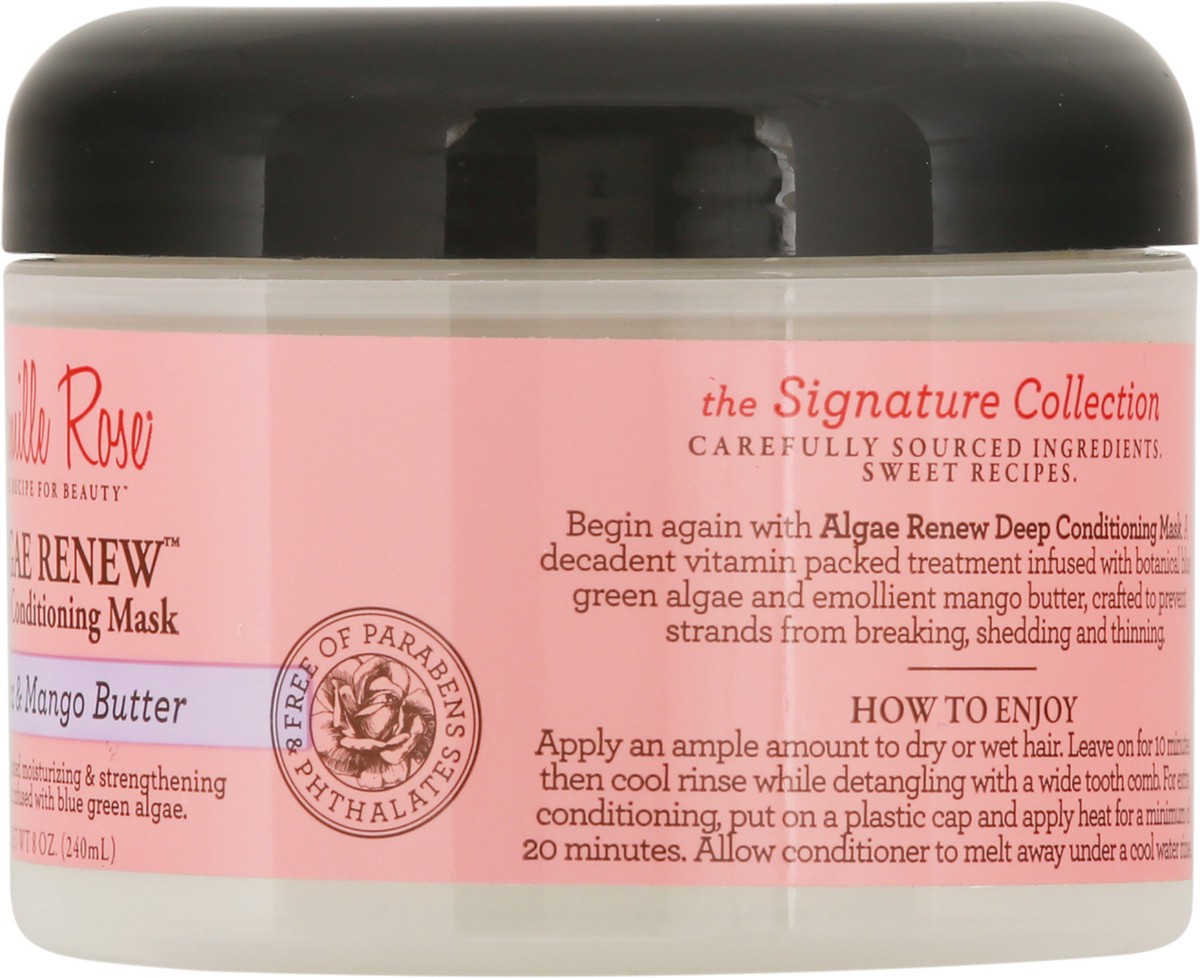 Rose
RECIPE FOR BEAUTY™
RENEW™
Conditioning Mask
& Mango Butter
moisturizing & strengthening
with blue green algae.
8 OZ. (240mL)
FREE OF PARABENS
& PHTHALATES
the Signature Collection
CAREFULLY SOURCED INGREDIENTS.
SWEET RECIPES.
Begin again with Algae Renew Deep Conditioning Mask. A
decadent vitamin packed treatment infused with botanical
green algae and emollient mango butter, crafted to prevent
strands from breaking, shedding and thinning.
HOW TO ENJOY
Apply an ample amount to dry or wet hair. Leave on for 10 minutes
then cool rinse while detangling with a wide tooth comb. For extra
conditioning, put on a plastic cap and apply heat for a minimum
20 minutes. Allow conditioner to melt away under a cool water